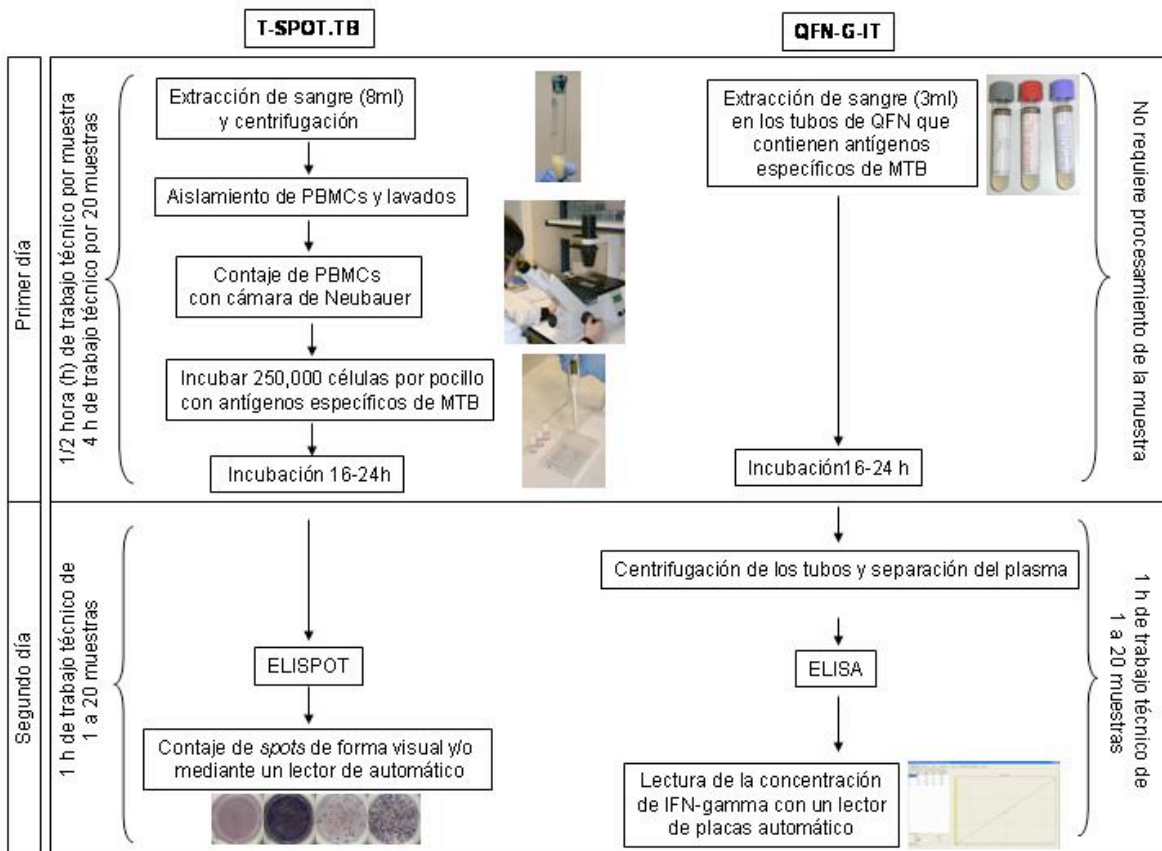 T-SPOT.TB
QFN-G-IT
Primer día
1/2 hora (h) de trabajo técnico por muestra
4 h de trabajo técnico por 20 muestras
Extracción de sangre (8ml)
y centrifugación
Aislamiento de PBMCs y lavados
Contaje de PBMCs
con cámara de Neubauer
Incubar 250,000 células por pocillo
con antígenos específicos de MTB
Incubación 16-24h
Extracción de sangre (3ml)
en los tubos de QFN que
contienen antígenos
específicos de MTB
Incubación16-24 h
No requiere procesamiento de la muestra
Segundo día
1 h de trabajo técnico de
1 a 20 muestras
ELISPOT
Contaje de spots de forma visual y/o
mediante un lector de automático
Centrifugación de los tubos y separación del plasma
ELISA
Lectura de la concentración
de IFN-gamma con un lector
de placas automático
1 h de trabajo técnico de
1 a 20 muestras